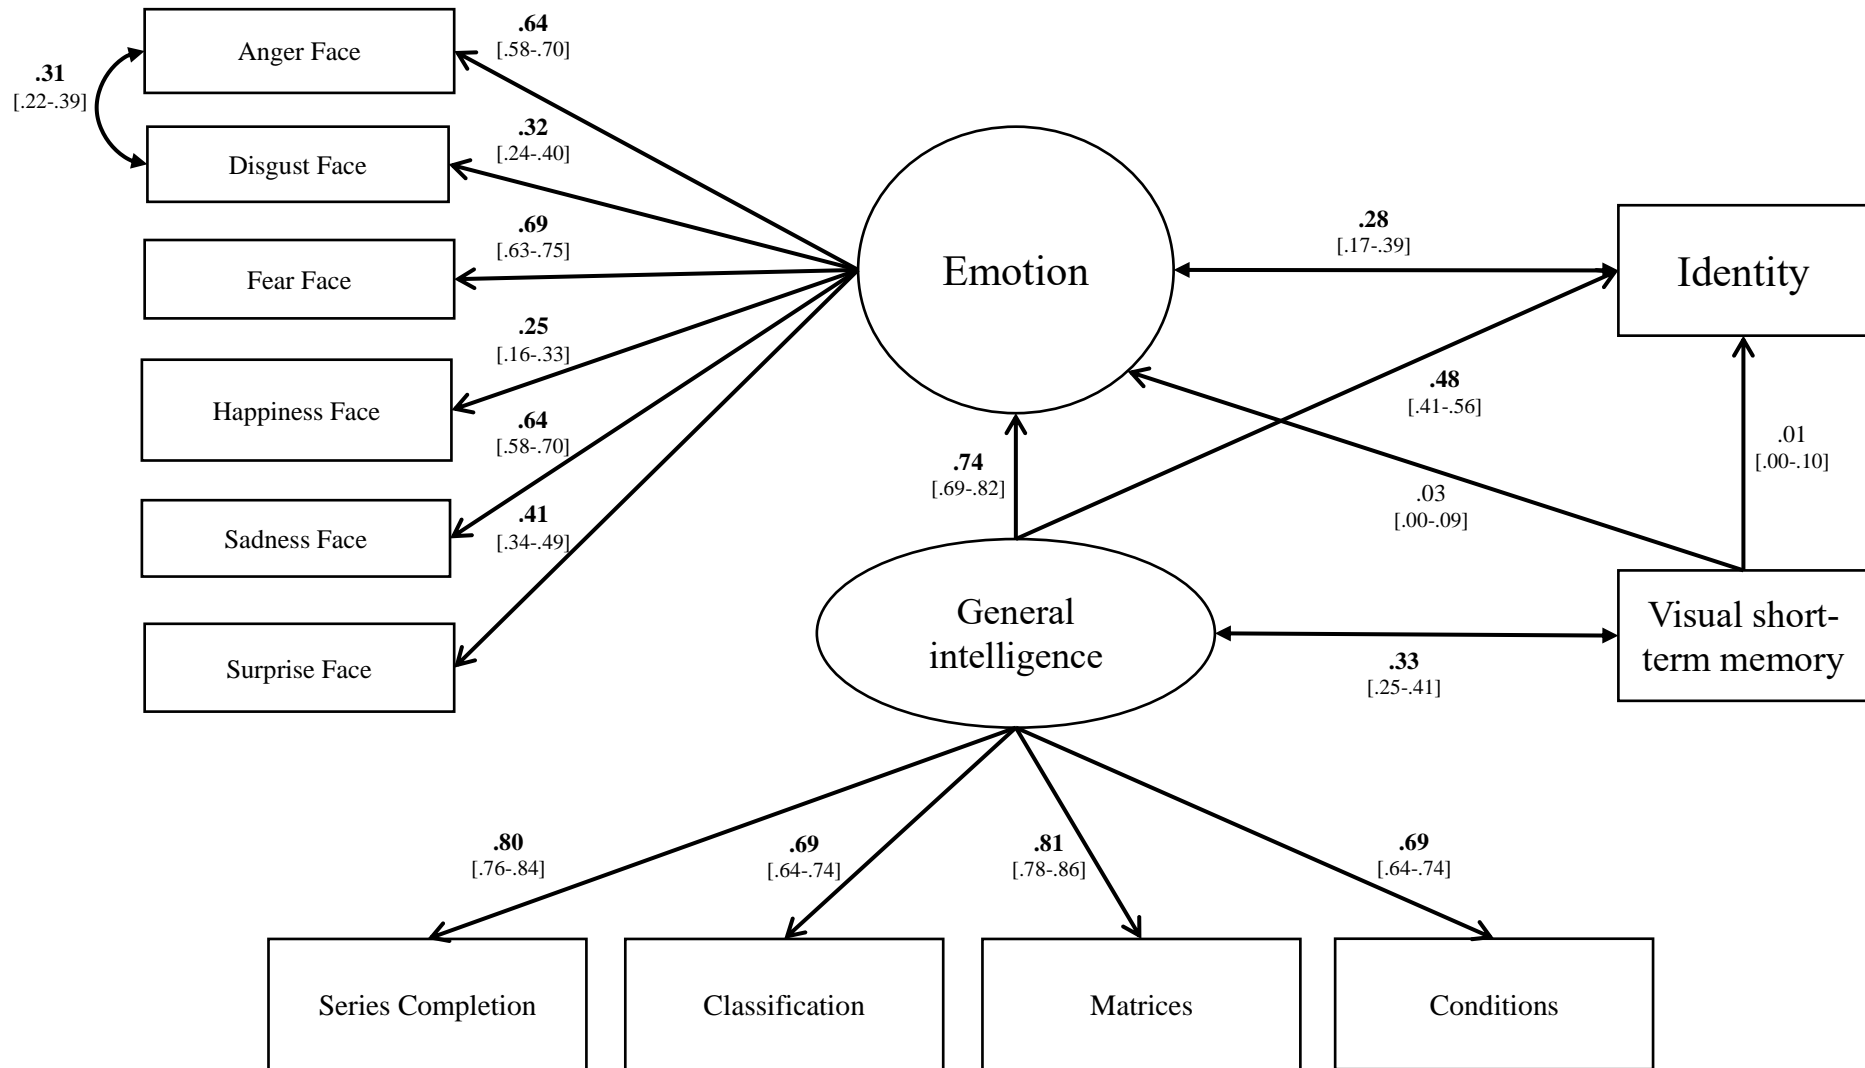 .64
[.58-.70]
Anger Face
.31
[.22-.39]
.32
[.24-.40]
Disgust Face
.69
[.63-.75]
Fear Face
.25
[.16-.33]
Happiness Face
.64
[.58-.70]
Sadness Face
.41
[.34-.49]
Surprise Face
Emotion
.28
[.17-.39]
Identity
.48
[.41-.56]
.74
[.69-.82]
.03
[.00-.09]
.01
[.00-.10]
General
intelligence
.33
[.25-.41]
Visual short-
term memory
.80
[.76-.84]
.69
[.64-.74]
.81
[.78-.86]
.69
[.64-.74]
Series Completion
Classification
Matrices
Conditions